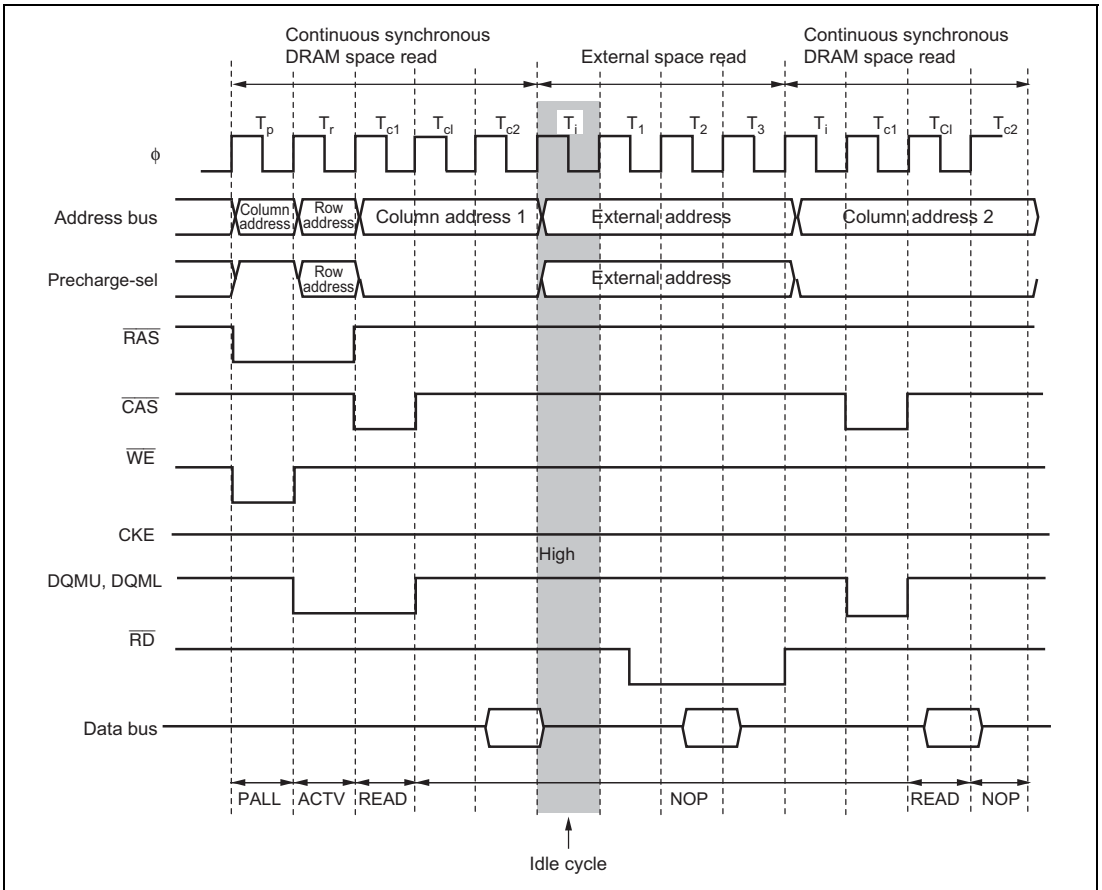 Continuous synchronous
DRAM space read
External space read
Continuous synchronous
DRAM space read
Tp Tr Tc1 Tcl Tc2 Ti T1 T2 T3 Ti Tc1 TCl Tc2
ϕ
Address bus
Column
address
Row
address
Column address 1
External address
Column address 2
Precharge-sel
Row
address
External address
RAS
CAS
WE
CKE
High
DQMU, DQML
RD
Data bus
PALL ACTV READ NOP READ NOP
Idle cycle